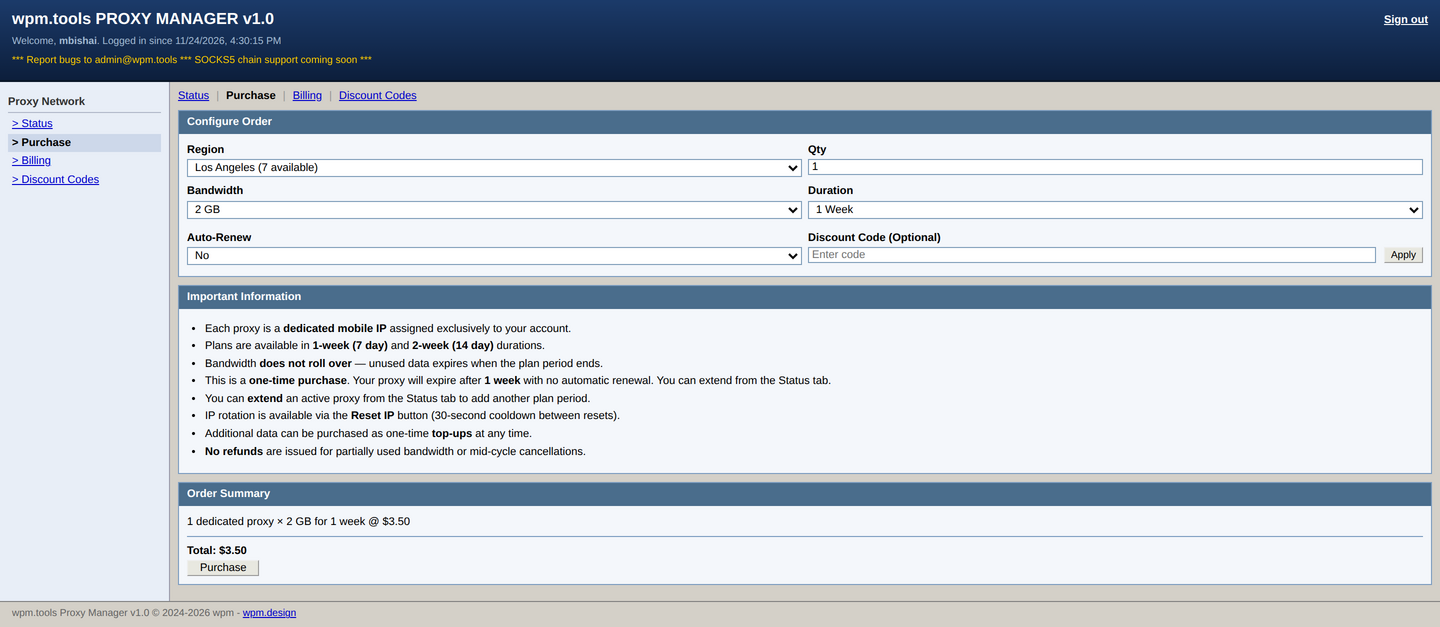 wpm.tools PROXY MANAGER v1.0
Sign out
Welcome, mbishai. Logged in since 11/24/2026, 4:30:15 PM
*** Report bugs to admin@wpm.tools *** SOCKS5 chain support coming soon ***
Proxy Network
> Status
> Purchase
> Billing
> Discount Codes
Status | Purchase | Billing | Discount Codes
Configure Order
Region
Los Angeles (7 available)
Qty
1
Bandwidth
2 GB
Duration
1 Week
Auto-Renew
No
Discount Code (Optional)
Enter code
Apply
Important Information
• Each proxy is a dedicated mobile IP assigned exclusively to your account.
• Plans are available in 1-week (7 day) and 2-week (14 day) durations.
• Bandwidth does not roll over — unused data expires when the plan period ends.
• This is a one-time purchase. Your proxy will expire after 1 week with no automatic renewal. You can extend from the Status tab.
• You can extend an active proxy from the Status tab to add another plan period.
• IP rotation is available via the Reset IP button (30-second cooldown between resets).
• Additional data can be purchased as one-time top-ups at any time.
• No refunds are issued for partially used bandwidth or mid-cycle cancellations.
Order Summary
1 dedicated proxy × 2 GB for 1 week @ $3.50
Total: $3.50
Purchase
wpm.tools Proxy Manager v1.0 © 2024-2026 wpm - wpm.design